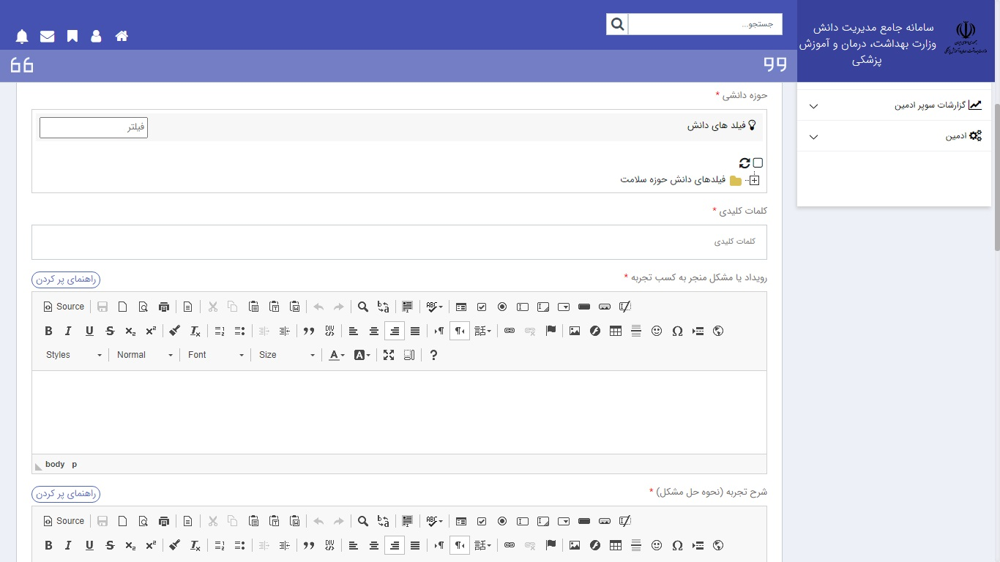 سامانه جامع مدیریت دانش
وزارت بهداشت، درمان و آموزش
پزشکی
جستجو...
گزارشات سوپر ادمین
ادمین
حوزه دانشی *
فیلد های دانش
فیلتر
فیلدهای دانش حوزه سلامت
کلمات کلیدی *
کلمات کلیدی
رویداد یا مشکل منجر به کسب تجربه *
راهنمای پر کردن
Source
Styles Normal Font Size
body p
شرح تجربه (نحوه حل مشکل) *
راهنمای پر کردن
Source